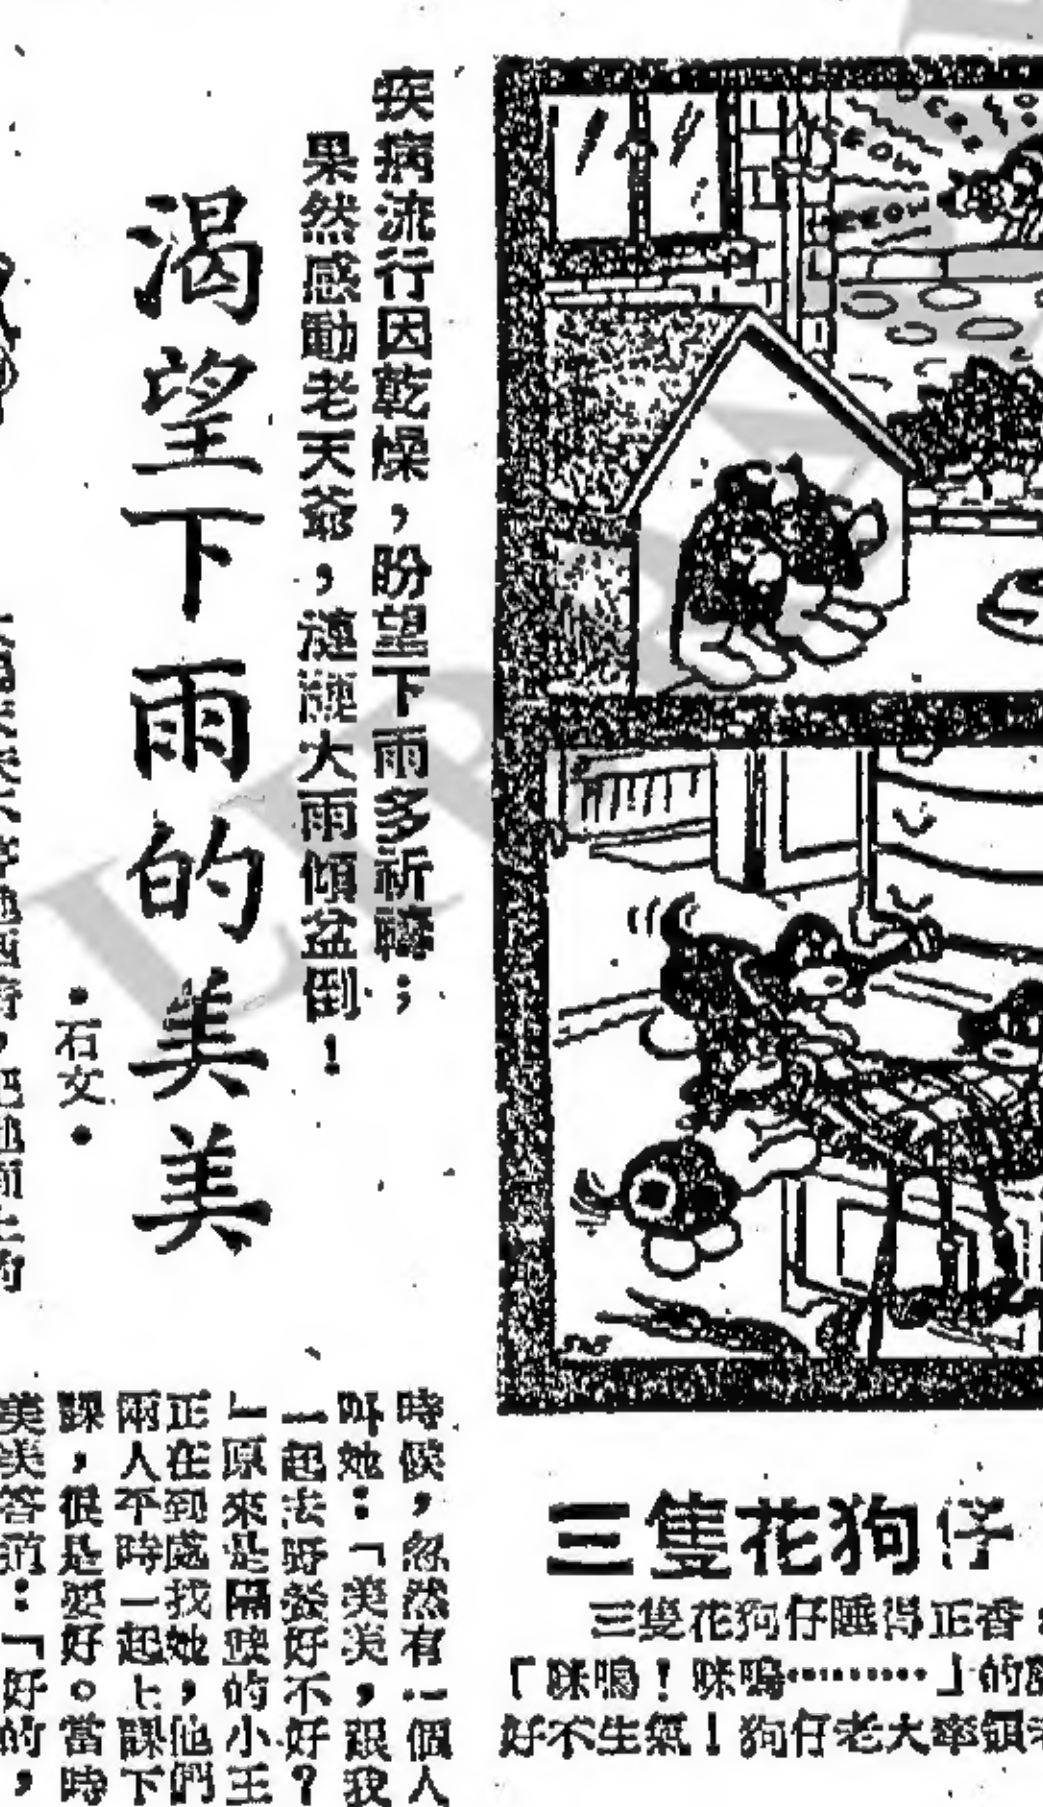 疾病流行因乾燥，盼望下雨多祈禱；
果然感動老天爺，漣漣大雨傾盆倒！
渴望下雨的美美
•石文•
時候，忽然有一個人
叫她：「美美，跟我
一起去野餐好不好？
」原來是隔壁的小王
正在到處找她，他們
兩人平時一起上課下
課，很是要好。當時
美美答道：「好的，
三隻花狗仔
三隻花狗仔睡得正香
「咪嗚！咪嗚………」的
好不生氣！狗仔老大率領